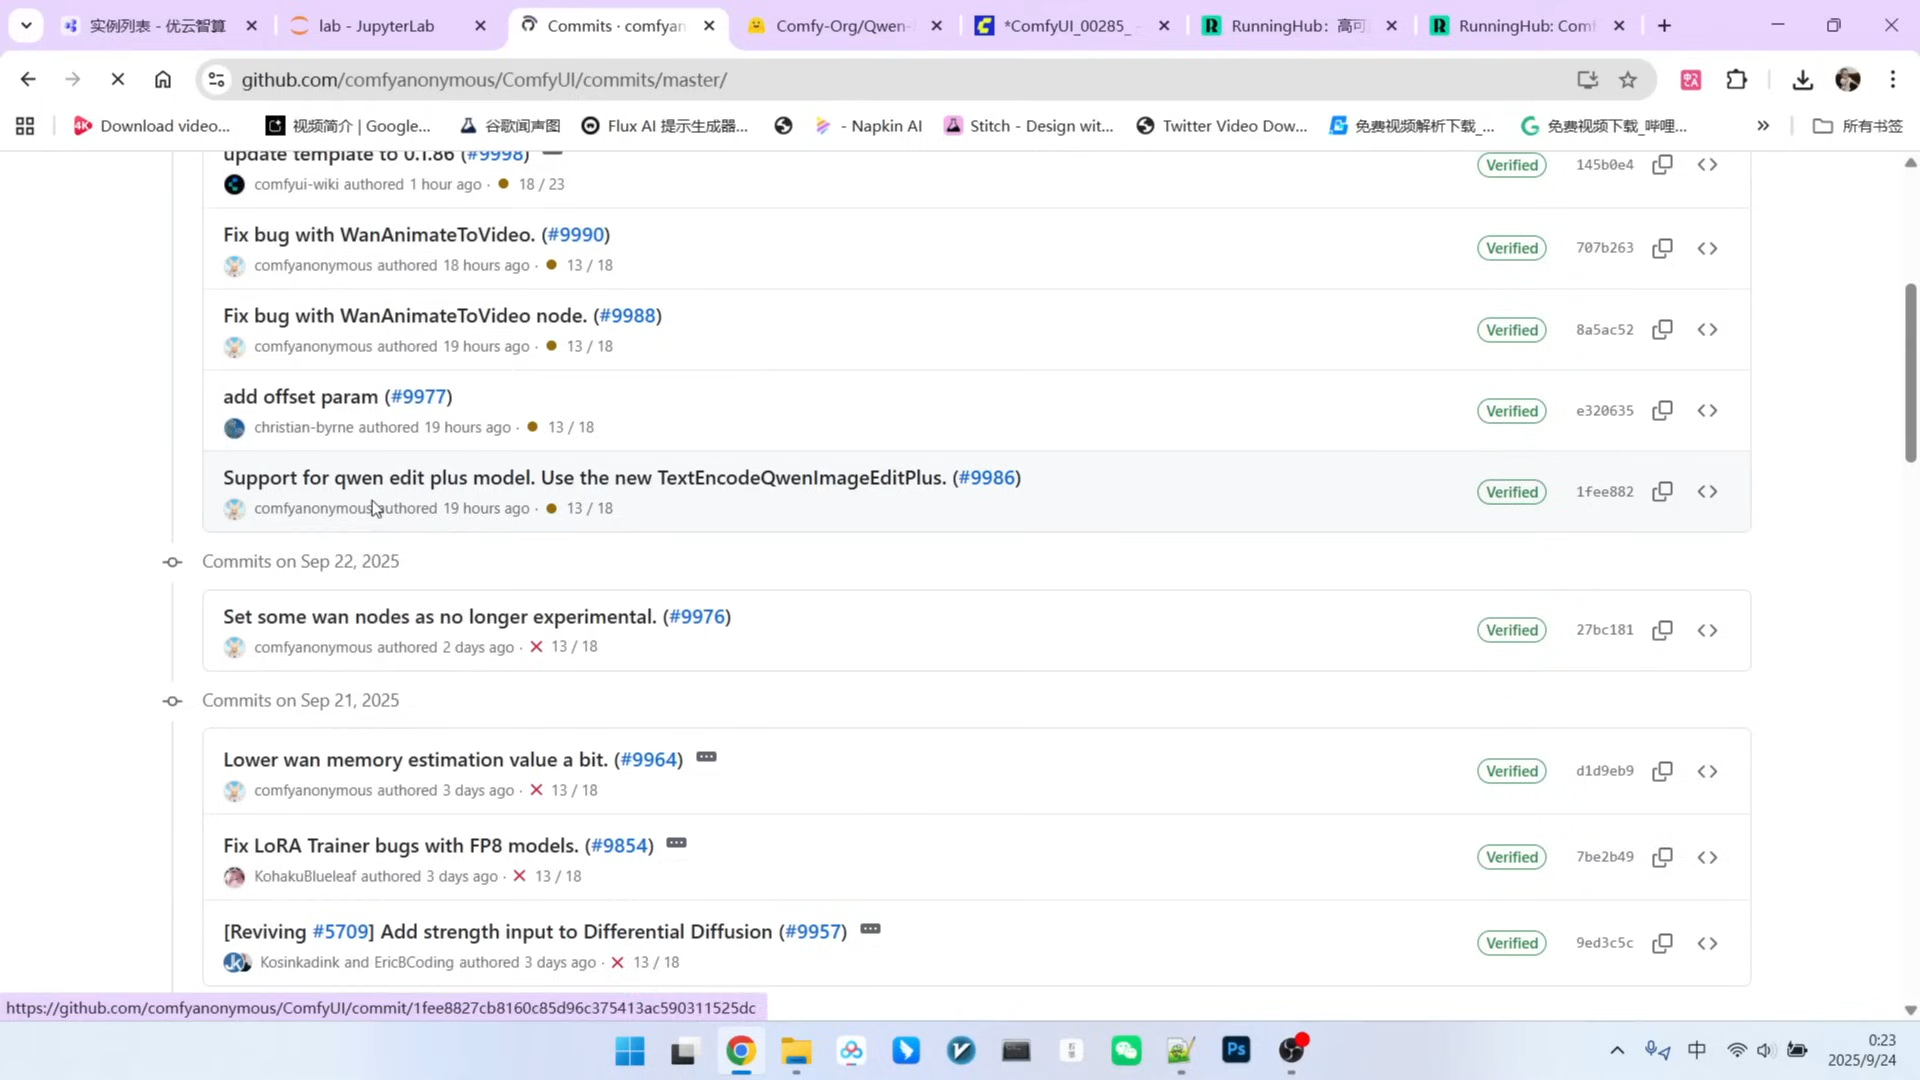 实例列表 - 优云智算
lab - JupyterLab
Commits · comfyan
Comfy-Org/Qwen-
*ComfyUI_00285_
RunningHub: 高可
RunningHub: Com
github.com/comfyanonymous/ComfyUI/commits/master/
Download video...
视频简介 | Google...
谷歌闻声图
Flux AI 提示生成器...
- Napkin AI
Stitch - Design wit...
Twitter Video Dow...
免费视频解析下载_...
免费视频下载_哔哩...
»
所有书签
update template to 0.1.86 (#9998)
comfyui-wiki authored 1 hour ago · 18 / 23
Verified
145b0e4
Fix bug with WanAnimateToVideo. (#9990)
comfyanonymous authored 18 hours ago · 13 / 18
Verified
707b263
Fix bug with WanAnimateToVideo node. (#9988)
comfyanonymous authored 19 hours ago · 13 / 18
Verified
8a5ac52
add offset param (#9977)
christian-byrne authored 19 hours ago · 13 / 18
Verified
e320635
Support for qwen edit plus model. Use the new TextEncodeQwenImageEditPlus. (#9986)
comfyanonymous authored 19 hours ago · 13 / 18
Verified
1fee882
Commits on Sep 22, 2025
Set some wan nodes as no longer experimental. (#9976)
comfyanonymous authored 2 days ago · 13 / 18
Verified
27bc181
Commits on Sep 21, 2025
Lower wan memory estimation value a bit. (#9964)
comfyanonymous authored 3 days ago · 13 / 18
Verified
d1d9eb9
Fix LoRA Trainer bugs with FP8 models. (#9854)
KohakuBlueleaf authored 3 days ago · 13 / 18
Verified
7be2b49
[Reviving #5709] Add strength input to Differential Diffusion (#9957)
Kosinkadink and EricBCoding authored 3 days ago · 13 / 18
Verified
9ed3c5c
https://github.com/comfyanonymous/ComfyUI/commit/1fee8827cb8160c85d96c375413ac590311525dc
Ps
中
0:23
2025/9/24